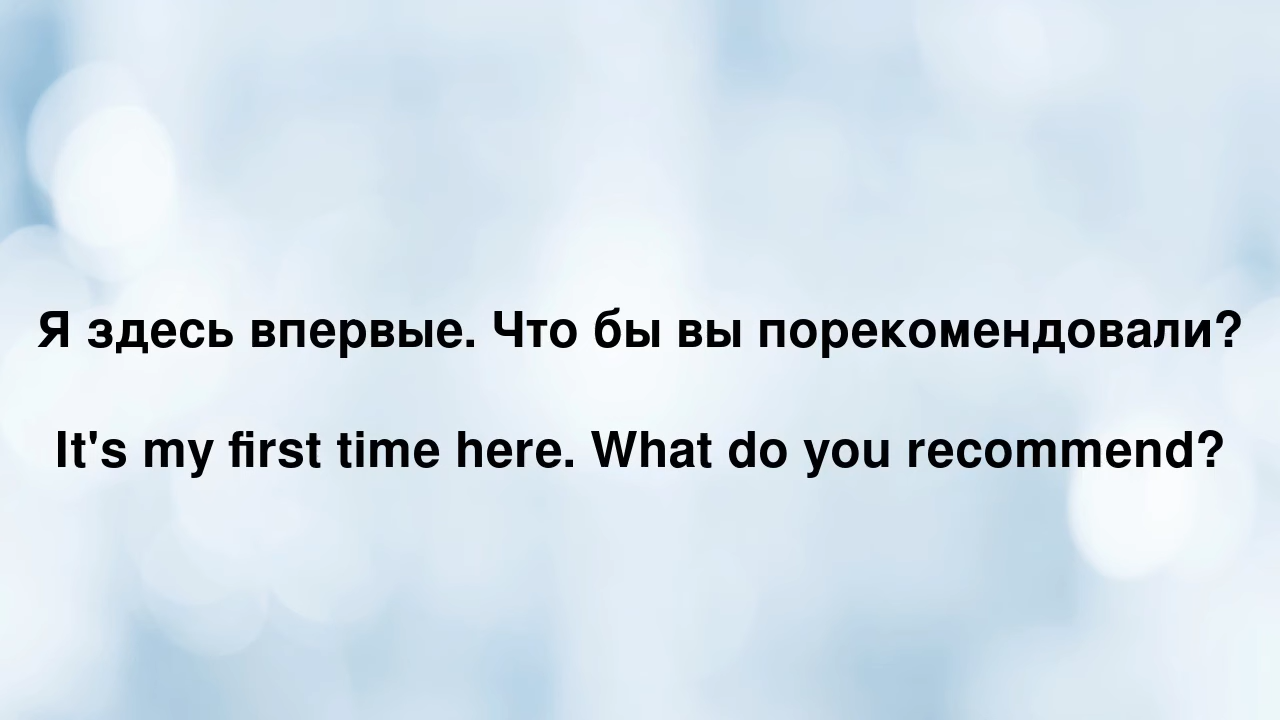 Я здесь впервые. Что бы вы порекомендовали?
It's my first time here. What do you recommend?